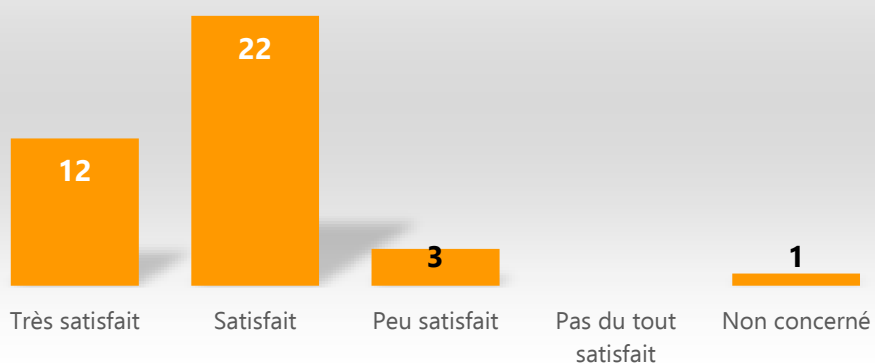 22
12
3
1
Très satisfait
Satisfait
Peu satisfait
Pas du tout
satisfait
Non concerné